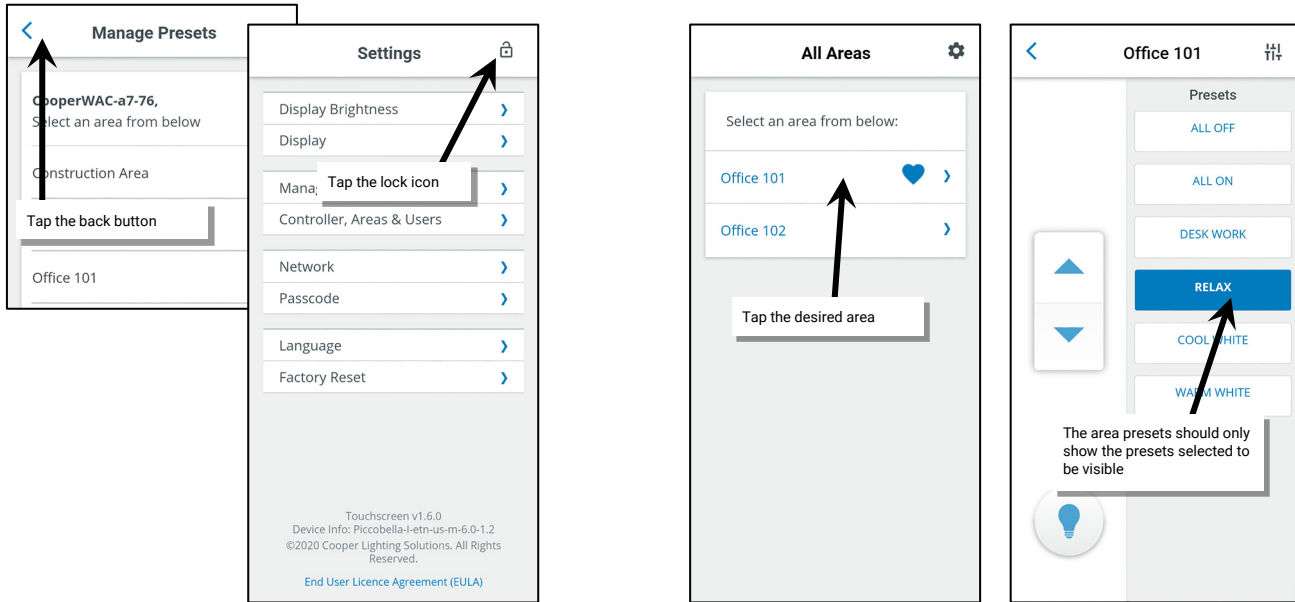 Manage Presets
CooperWAC-a7-76,
Select an area from below
Construction Area
Tap the back button
Office 101
Settings
Display Brightness
Display
Manag
Tap the lock icon
Controller, Areas & Users
Network
Passcode
Language
Factory Reset
Touchscreen v1.6.0
Device Info: Piccobella-l-etn-us-m-6.0-1.2
©2020 Cooper Lighting Solutions. All Rights
Reserved.
End User Licence Agreement (EULA)
All Areas
Select an area from below:
Office 101
Office 102
Tap the desired area
Office 101
Presets
ALL OFF
ALL ON
DESK WORK
RELAX
COOL WHITE
WARM WHITE
The area presets should only
show the presets selected to
be visible